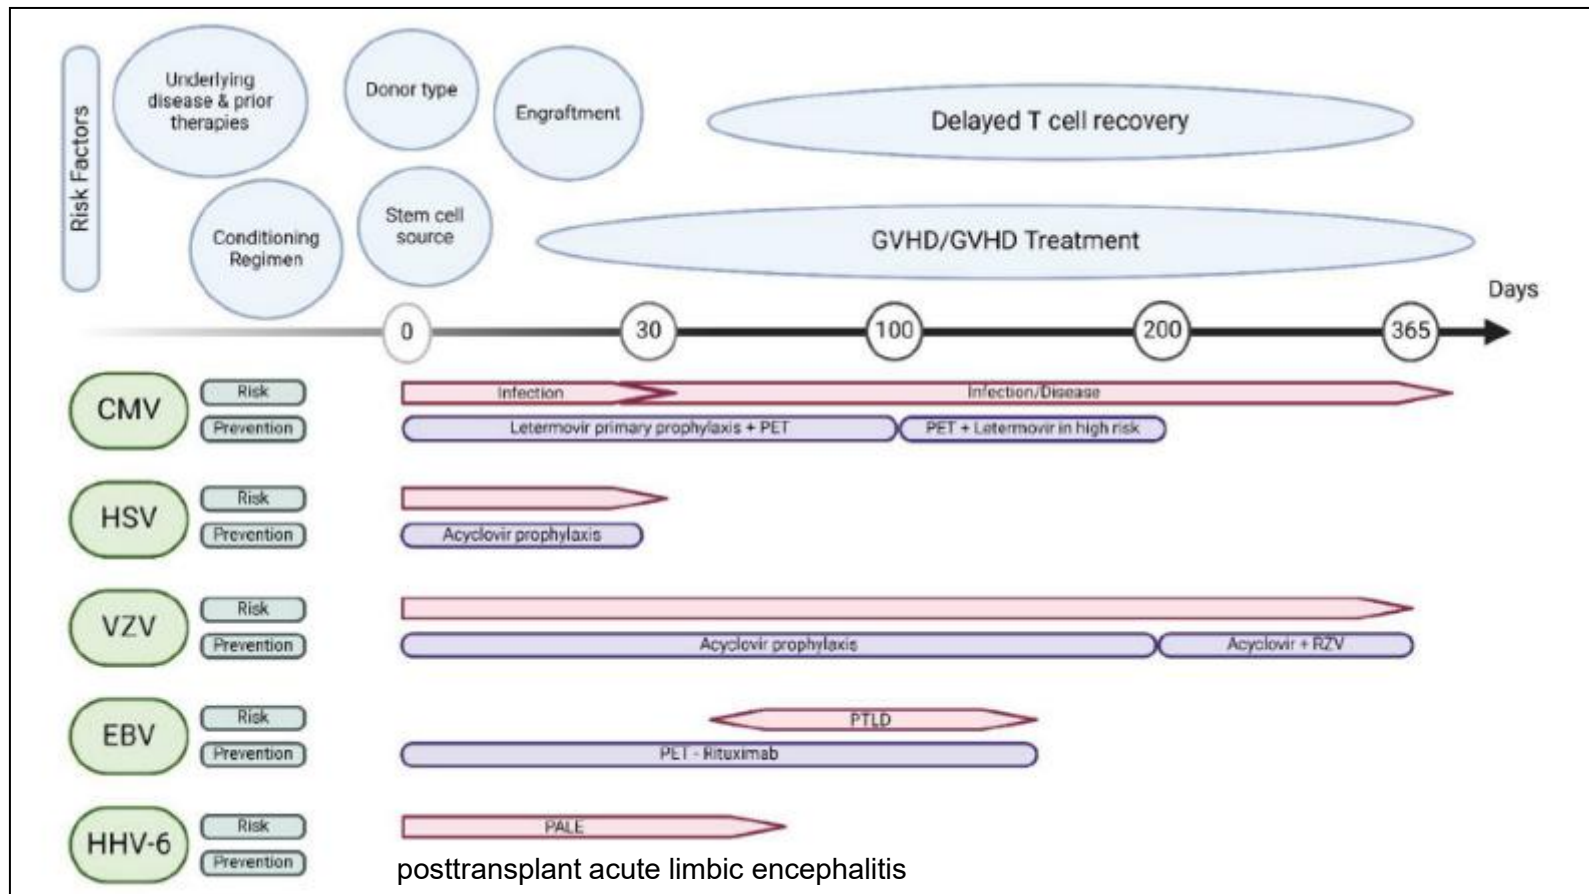 Risk Factors
Underlying
disease & prior
therapies
Donor type
Engraftment
Delayed T cell recovery
Conditioning
Regimen
Stem cell
source
GVHD/GVHD Treatment
Days
0
30
100
200
365
CMV
Risk
Infection
Infection/Disease
Prevention
Letermovir primary prophylaxis + PET
PET + Letermovir in high risk
HSV
Risk
Prevention
Acyclovir prophylaxis
VZV
Risk
Prevention
Acyclovir prophylaxis
Acyclovir + RZV
EBV
Risk
PTLD
Prevention
PET - Rituximab
HHV-6
Risk
PALE
Prevention
posttransplant acute limbic encephalitis